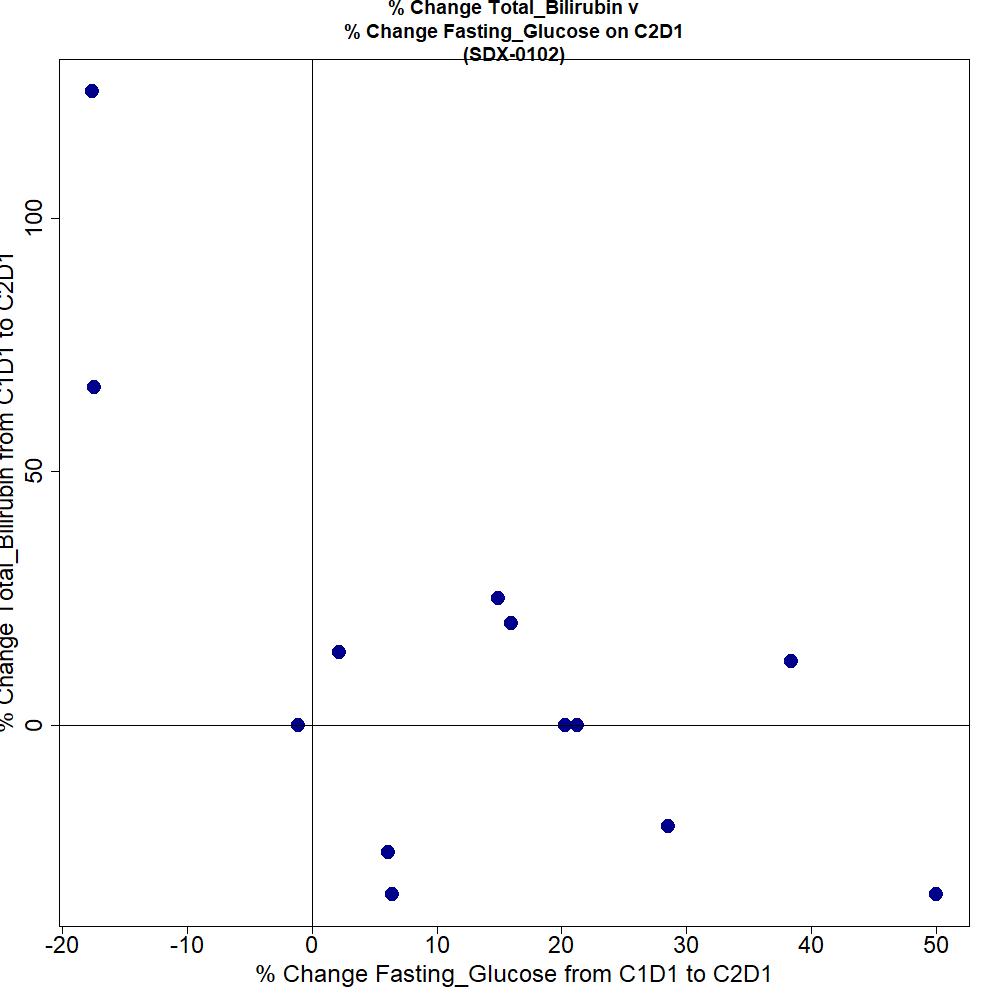 % Change Total_Bilirubin v
% Change Fasting_Glucose on C2D1
(SDX-0102)
% Change Total_Bilirubin from C1D1 to C2D1
100
50
0
-20 -10 0 10 20 30 40 50
% Change Fasting_Glucose from C1D1 to C2D1